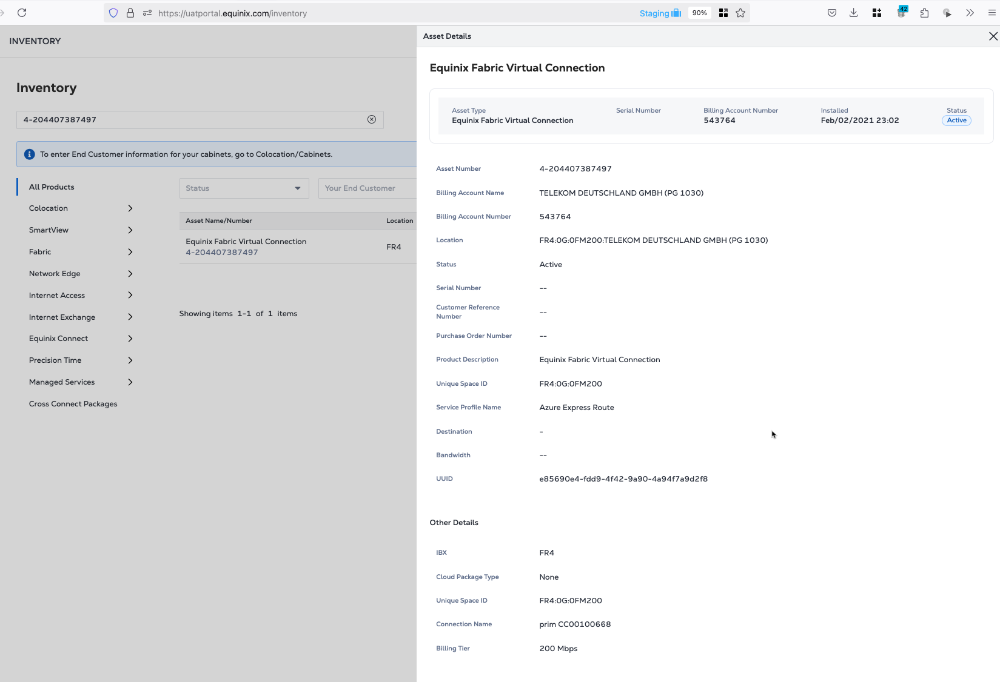 https://uatportal.equinix.com/inventory
Staging
90%
42
INVENTORY
Inventory
4-204407387497
To enter End Customer information for your cabinets, go to Colocation/Cabinets.
All Products
Colocation
SmartView
Fabric
Network Edge
Internet Access
Internet Exchange
Equinix Connect
Precision Time
Managed Services
Cross Connect Packages
Status
Your End Customer
Asset Name/Number
Location
Equinix Fabric Virtual Connection
4-204407387497
FR4
Showing items 1-1 of 1 items
Asset Details
Equinix Fabric Virtual Connection
Asset Type
Equinix Fabric Virtual Connection
Serial Number
Billing Account Number
543764
Installed
Feb/02/2021 23:02
Status
Active
Asset Number
4-204407387497
Billing Account Name
TELEKOM DEUTSCHLAND GMBH (PG 1030)
Billing Account Number
543764
Location
FR4:0G:0FM200:TELEKOM DEUTSCHLAND GMBH (PG 1030)
Status
Active
Serial Number
--
Customer Reference
Number
--
Purchase Order Number
--
Product Description
Equinix Fabric Virtual Connection
Unique Space ID
FR4:0G:0FM200
Service Profile Name
Azure Express Route
Destination
-
Bandwidth
--
UUID
e85690e4-fdd9-4f42-9a90-4a94f7a9d2f8
Other Details
IBX
FR4
Cloud Package Type
None
Unique Space ID
FR4:0G:0FM200
Connection Name
prim CC00100668
Billing Tier
200 Mbps